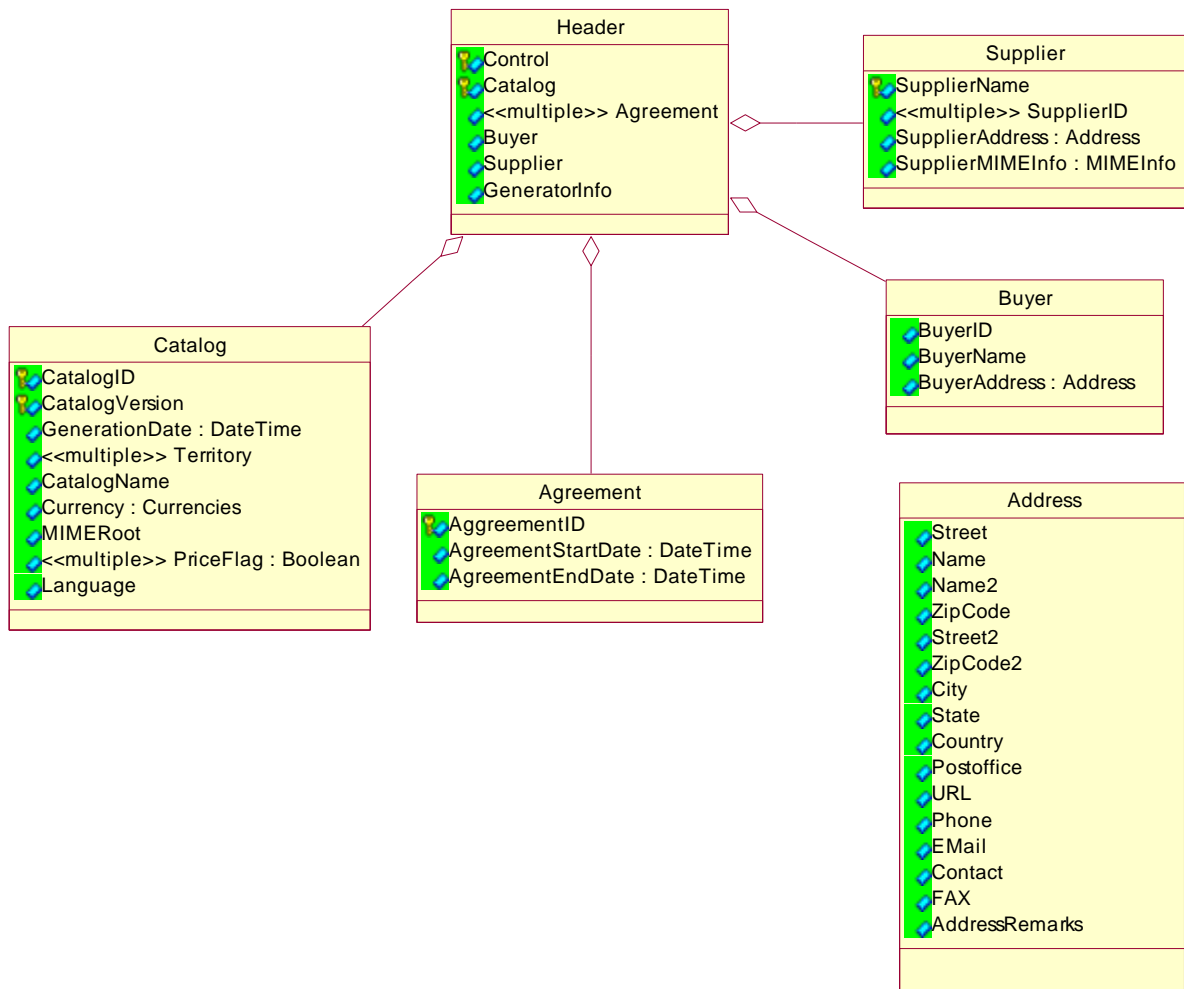 Header
Control
Catalog
<<multiple>> Agreement
Buyer
Supplier
GeneratorInfo
Supplier
SupplierName
<<multiple>> SupplierID
SupplierAddress : Address
SupplierMIMEInfo : MIMEInfo
Buyer
BuyerID
BuyerName
BuyerAddress : Address
Catalog
CatalogID
CatalogVersion
GenerationDate : DateTime
<<multiple>> Territory
CatalogName
Currency : Currencies
MIMERoot
<<multiple>> PriceFlag : Boolean
Language
Agreement
AggreementID
AgreementStartDate : DateTime
AgreementEndDate : DateTime
Address
Street
Name
Name2
ZipCode
Street2
ZipCode2
City
State
Country
Postoffice
URL
Phone
EMail
Contact
FAX
AddressRemarks